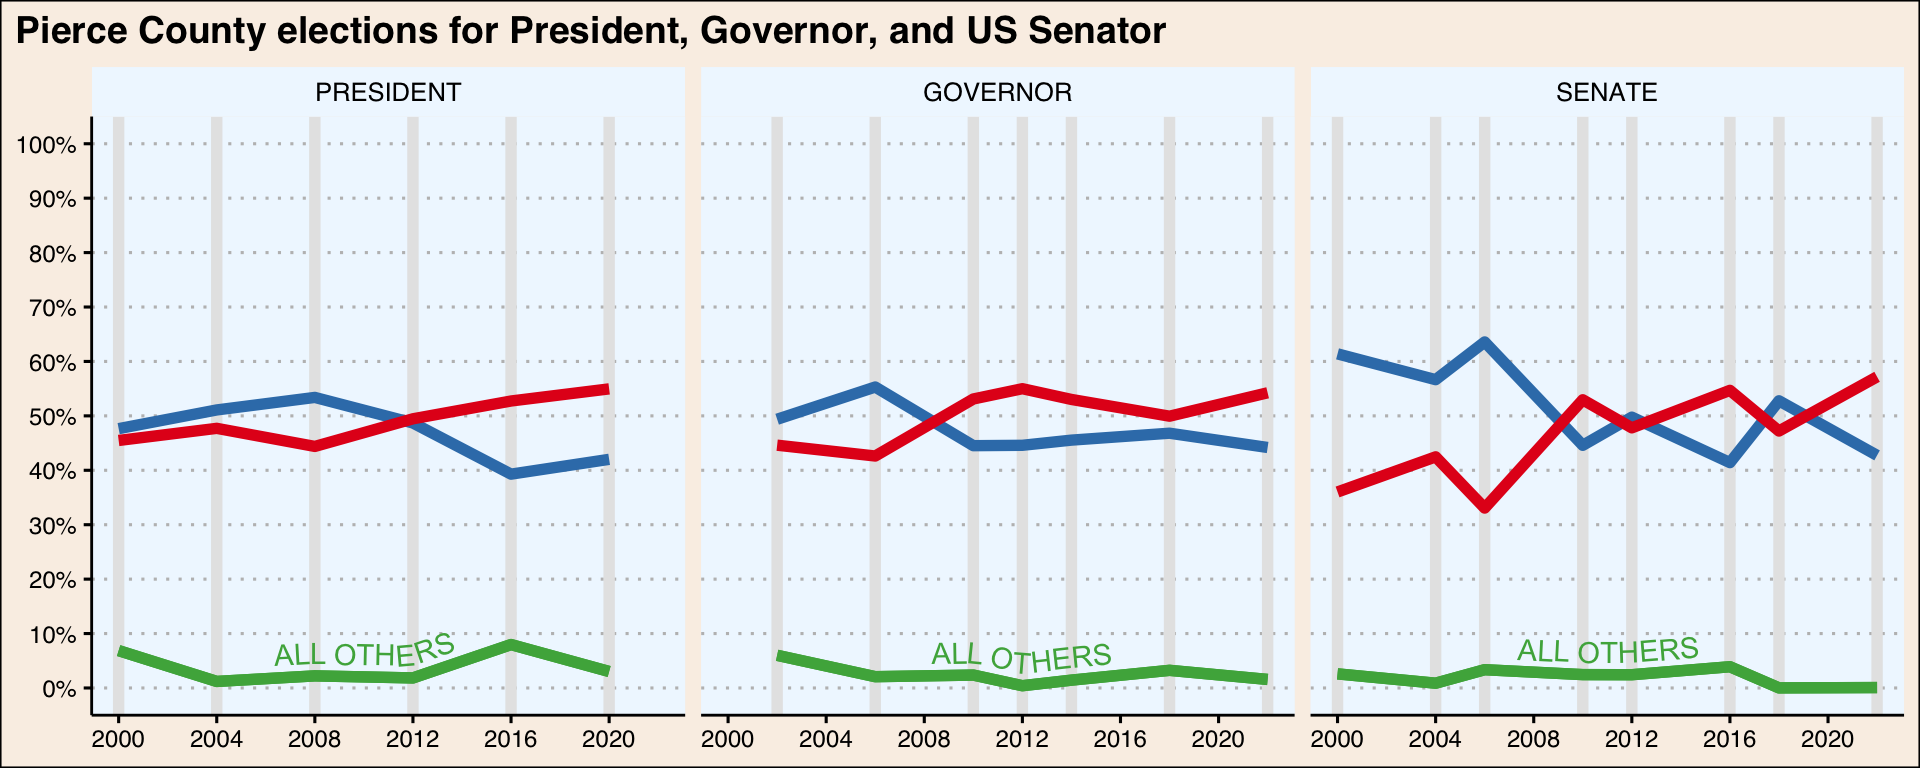 Pierce County elections for President, Governor, and US Senator
PRESIDENT GOVERNOR SENATE
100%
90%
80%
70%
60%
50%
40%
30%
20%
10%
0%
ALL OTHERS ALL OTHERS ALL OTHERS
2000 2004 2008 2012 2016 2020 2000 2004 2008 2012 2016 2020 2000 2004 2008 2012 2016 2020